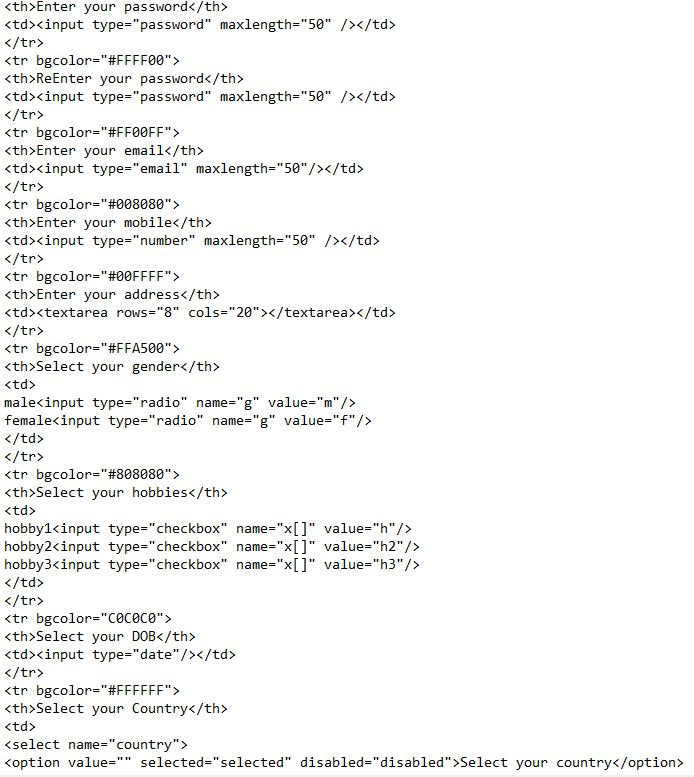 <th>Enter your password</th>
<td><input type="password" maxlength="50" /></td>
</tr>
<tr bgcolor="#FFFF00">
<th>ReEnter your password</th>
<td><input type="password" maxlength="50" /></td>
</tr>
<tr bgcolor="#FF00FF">
<th>Enter your email</th>
<td><input type="email" maxlength="50"/></td>
</tr>
<tr bgcolor="#008080">
<th>Enter your mobile</th>
<td><input type="number" maxlength="50" /></td>
</tr>
<tr bgcolor="#00FFFF">
<th>Enter your address</th>
<td><textarea rows="8" cols="20"></textarea></td>
</tr>
<tr bgcolor="#FFA500">
<th>Select your gender</th>
<td>
male<input type="radio" name="g" value="m"/>
female<input type="radio" name="g" value="f"/>
</td>
</tr>
<tr bgcolor="#808080">
<th>Select your hobbies</th>
<td>
hobby1<input type="checkbox" name="x[]" value="h"/>
hobby2<input type="checkbox" name="x[]" value="h2"/>
hobby3<input type="checkbox" name="x[]" value="h3"/>
</td>
</tr>
<tr bgcolor="C0C0C0">
<th>Select your DOB</th>
<td><input type="date"/></td>
</tr>
<tr bgcolor="#FFFFFF">
<th>Select your Country</th>
<td>
<select name="country">
<option value="" selected="selected" disabled="disabled">Select your country</option>